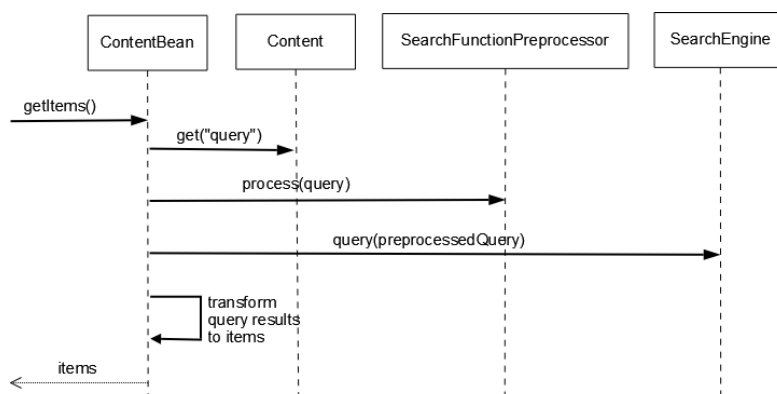 ContentBean
Content
SearchFunctionPreprocessor
SearchEngine
getItems()
get("query")
process(query)
query(preprocessedQuery)
transform
query results
to items
items